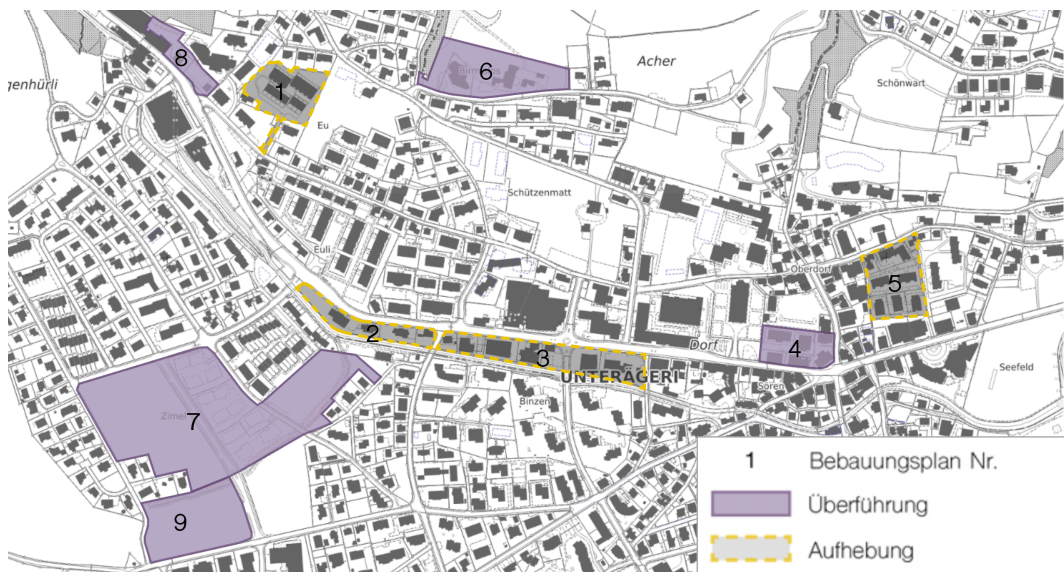 8
6
Acher
genhürli
Schönwart
1
Eu
Schützenmatt
Euli
Oberdorf
5
2
3
Dorf
4
UNTERÄGERI
Seefeld
Sören
Binzen
7
9
1 Bebauungsplan Nr.
Überführung
Aufhebung